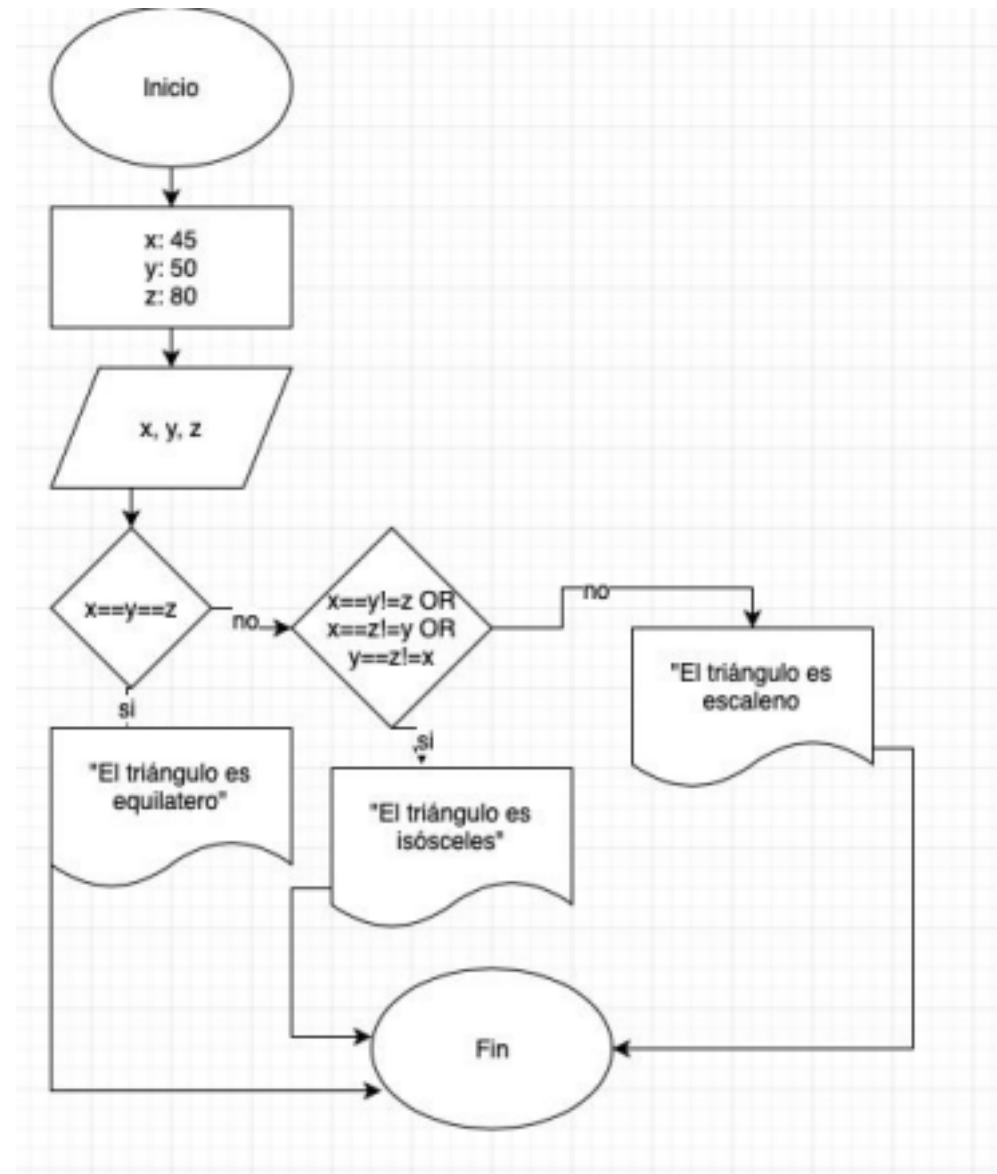 Inicio
x: 45
y: 50
z: 80
x, y, z
x==y==z
no
x==y!=z OR
x==z!=y OR
y==z!=x
no
"El triángulo es
escaleno
si
"El triángulo es
equilatero"
si
"El triángulo es
isósceles"
Fin